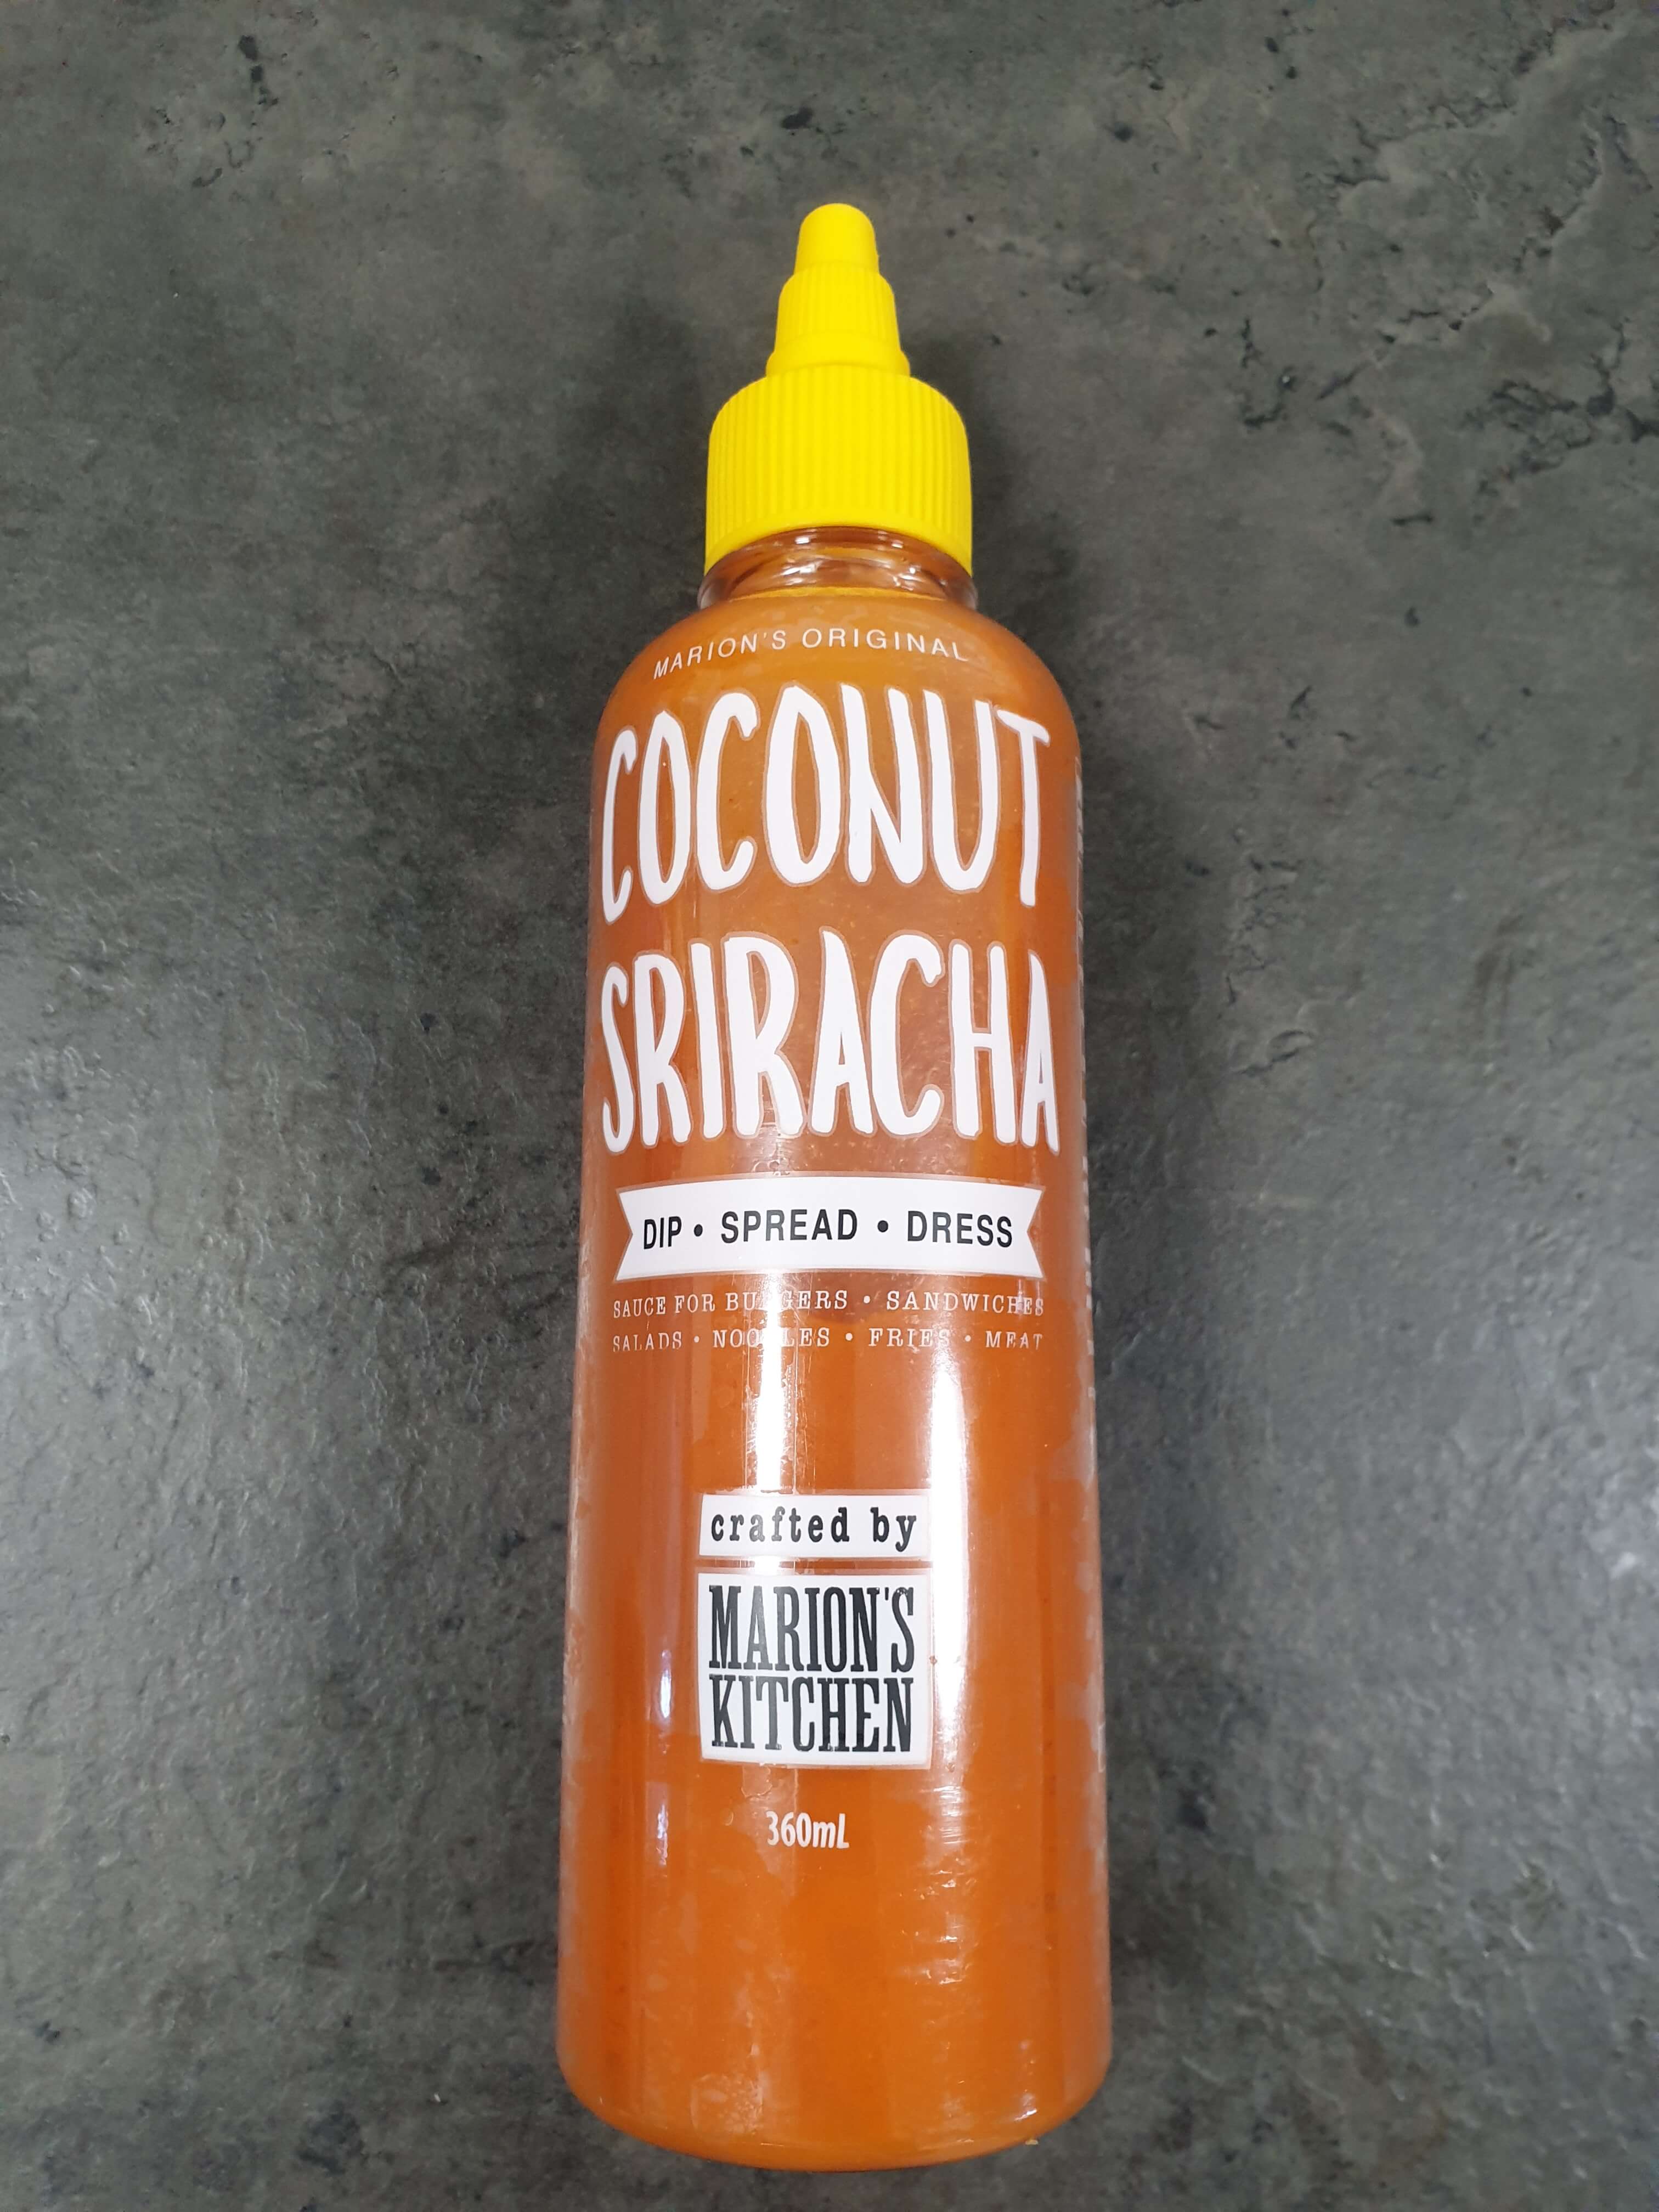 MARION'S ORIGINAL
COCONUT
SRIRACHA
DIP • SPREAD • DRESS
SAUCE FOR BURGERS • SANDWICHES
SALADS • NOODLES • FRIES • MEAT
crafted by
MARION'S
KITCHEN
360mL